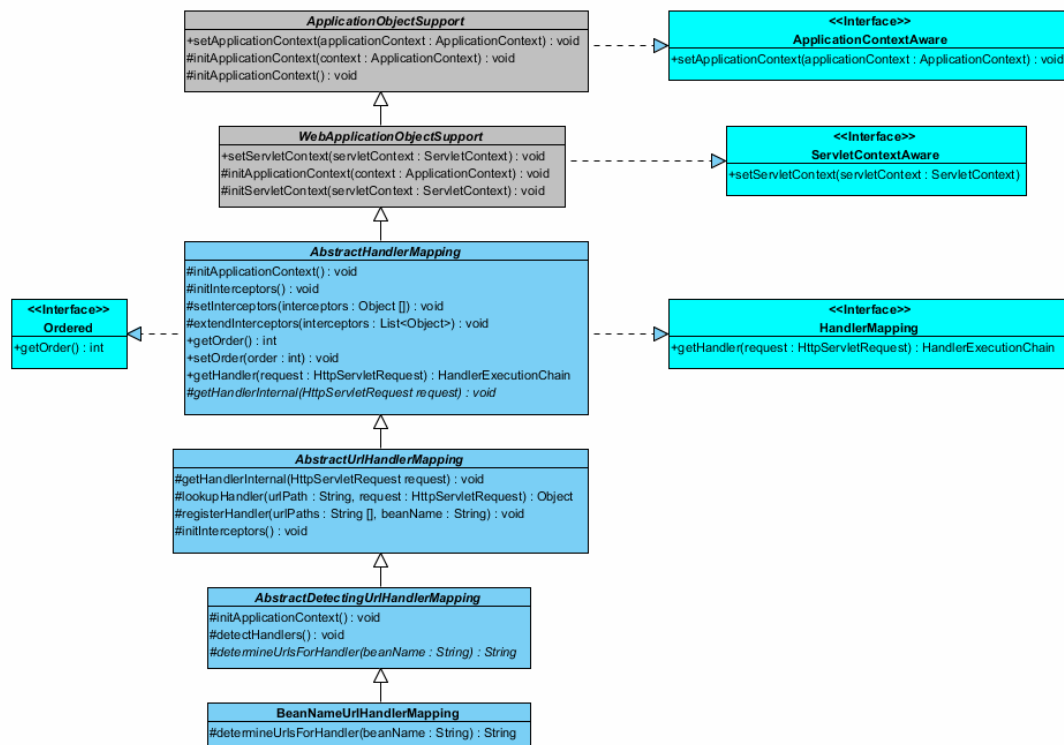 ApplicationObjectSupport
+setApplicationContext(applicationContext : ApplicationContext) : void
#initApplicationContext(context : ApplicationContext) : void
#initApplicationContext() : void
<<Interface>>
ApplicationContextAware
+setApplicationContext(applicationContext : ApplicationContext) : void
WebApplicationObjectSupport
+setServletContext(servletContext : ServletContext) : void
#initApplicationContext(context : ApplicationContext) : void
#initServletContext(servletContext : ServletContext) : void
<<Interface>>
ServletContextAware
+setServletContext(servletContext : ServletContext)
AbstractHandlerMapping
#initApplicationContext() : void
#initInterceptors() : void
#setInterceptors(interceptors : Object []) : void
#extendInterceptors(interceptors : List<Object>) : void
+getOrder() : int
+setOrder(order : int) : void
+getHandler(request : HttpServletRequest) : HandlerExecutionChain
#getHandlerInternal(HttpServletRequest request) : void
<<Interface>>
Ordered
+getOrder() : int
<<Interface>>
HandlerMapping
+getHandler(request : HttpServletRequest) : HandlerExecutionChain
AbstractUrlHandlerMapping
#getHandlerInternal(HttpServletRequest request) : void
#lookupHandler(urlPath : String, request : HttpServletRequest) : Object
#registerHandler(urlPaths : String [], beanName : String) : void
#initInterceptors() : void
AbstractDetectingUrlHandlerMapping
#initApplicationContext() : void
#detectHandlers() : void
#determineUrlsForHandler(beanName : String) : String
BeanNameUrlHandlerMapping
#determineUrlsForHandler(beanName : String) : String